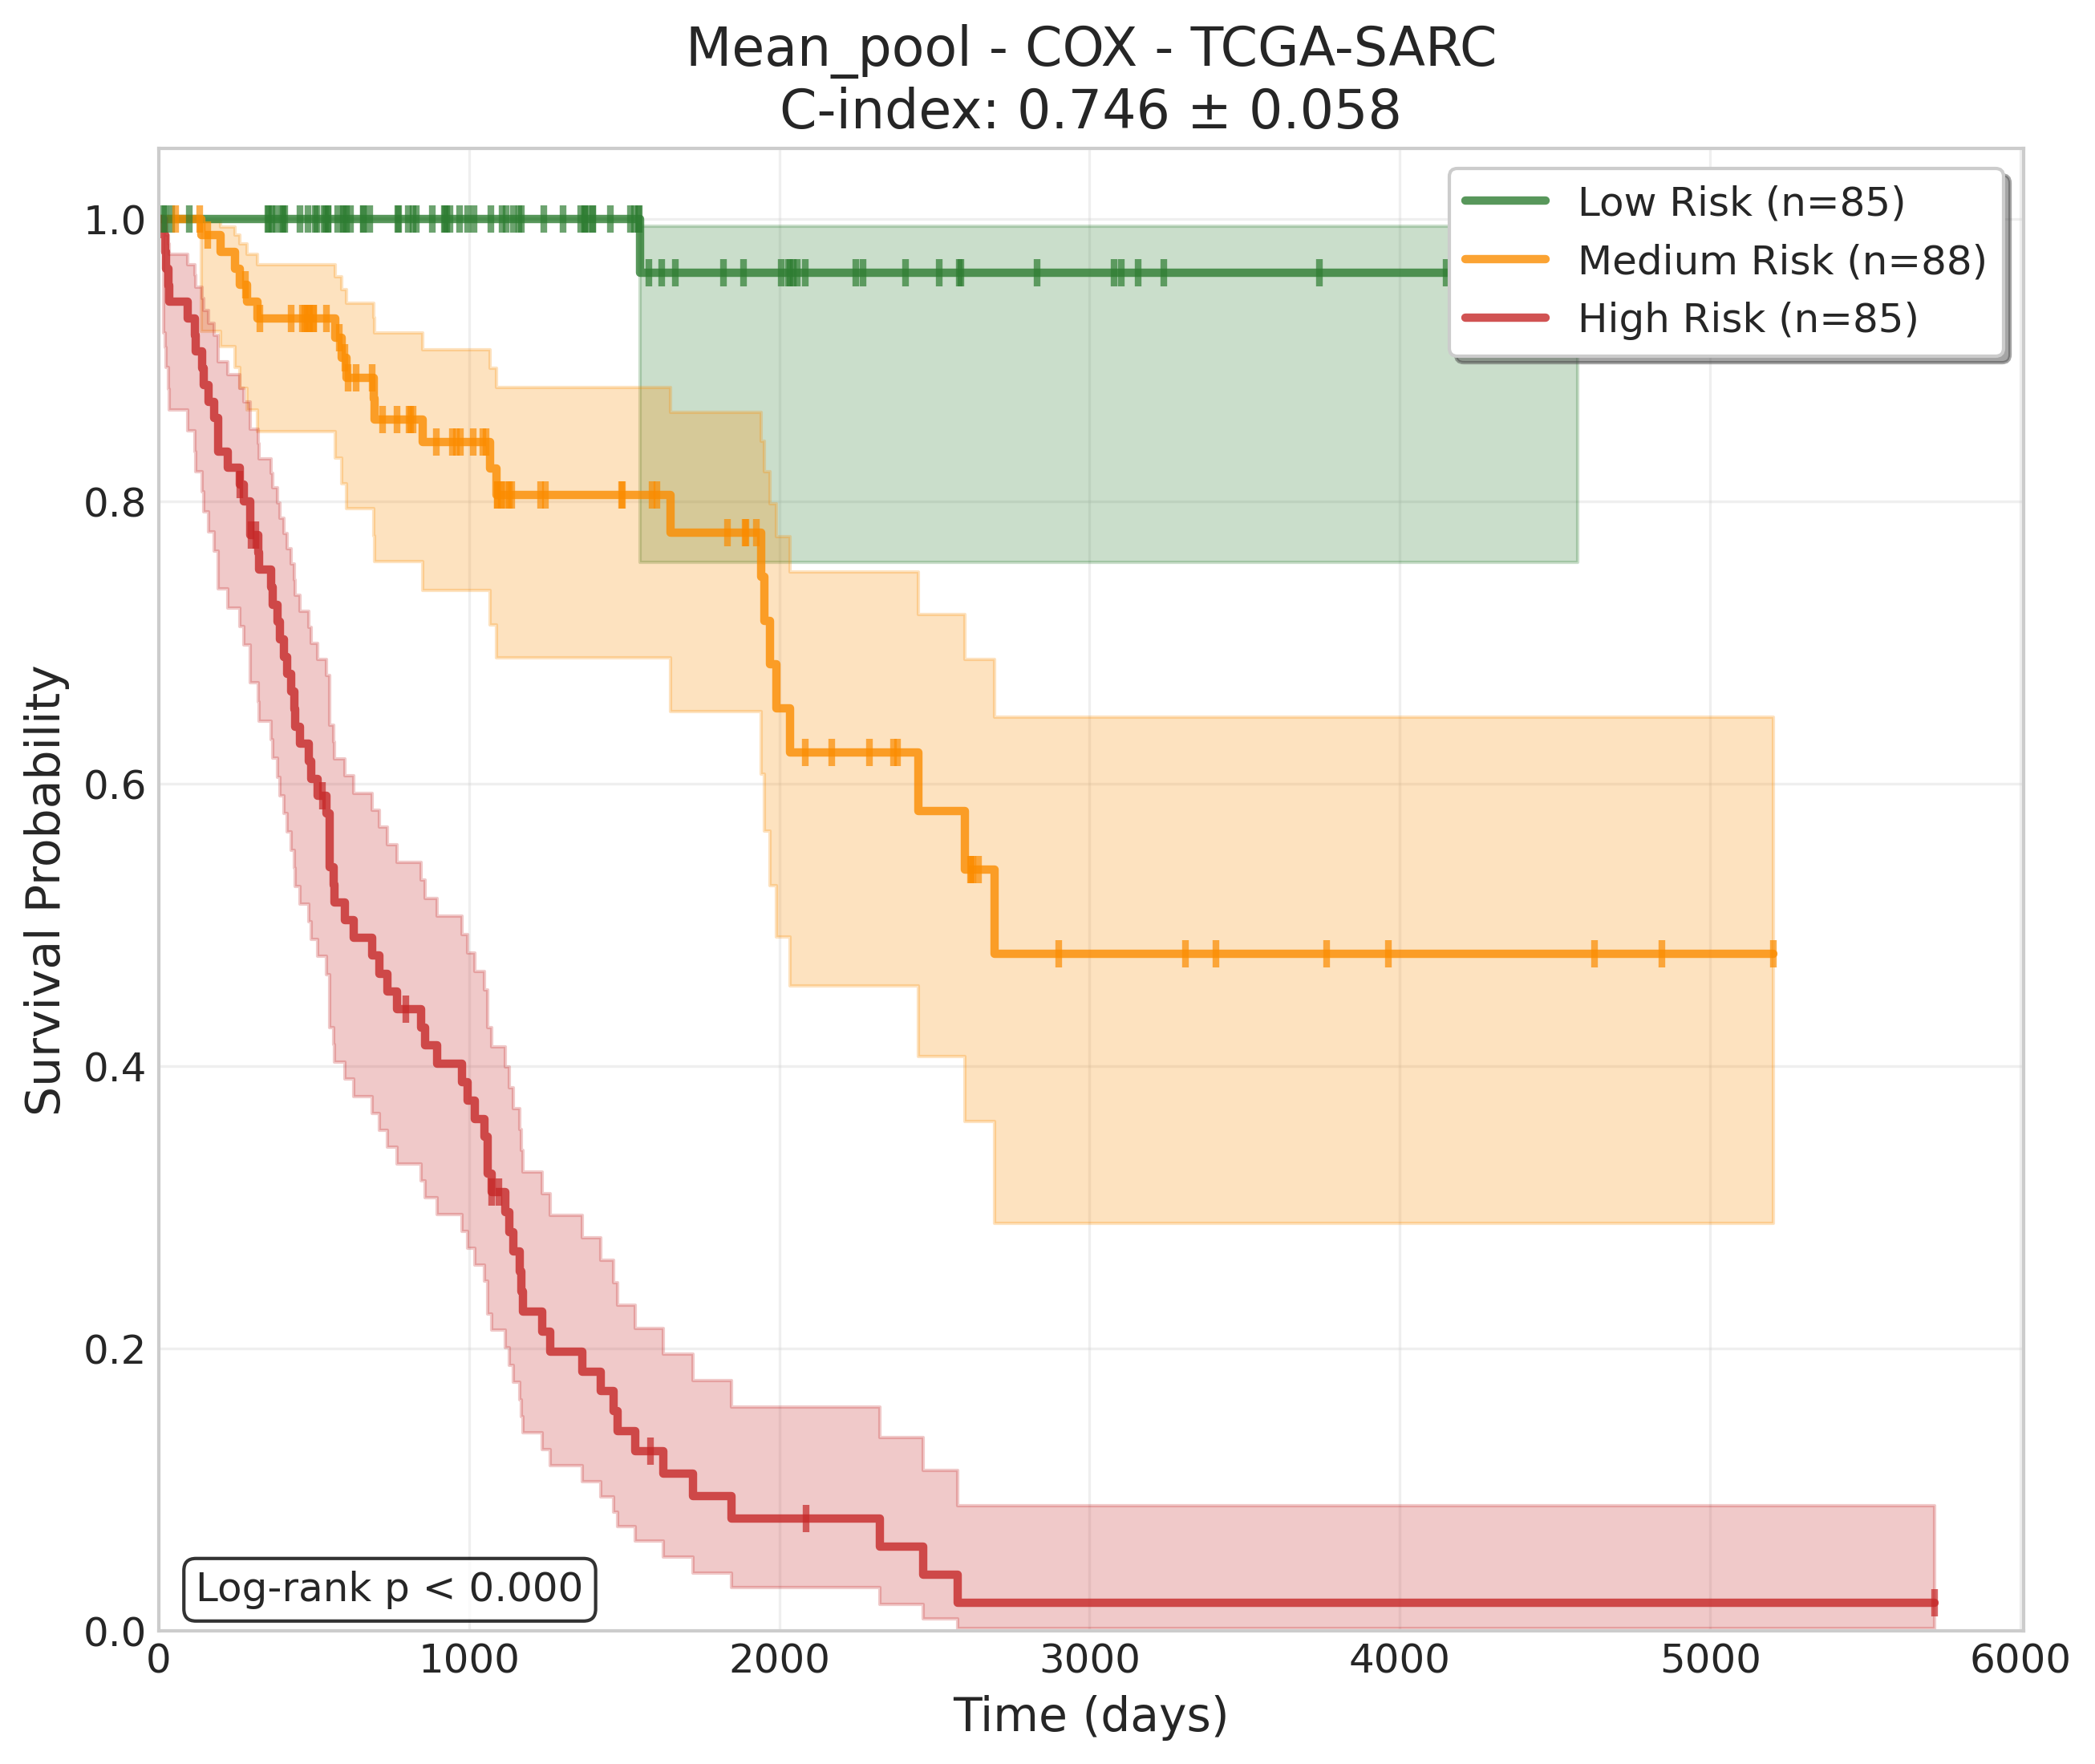 Mean_pool - COX - TCGA-SARC
C-index: 0.746 ± 0.058
Low Risk (n=85)
Medium Risk (n=88)
High Risk (n=85)
Survival Probability
1.0
0.8
0.6
0.4
0.2
0.0
Log-rank p < 0.000
0 1000 2000 3000 4000 5000 6000
Time (days)